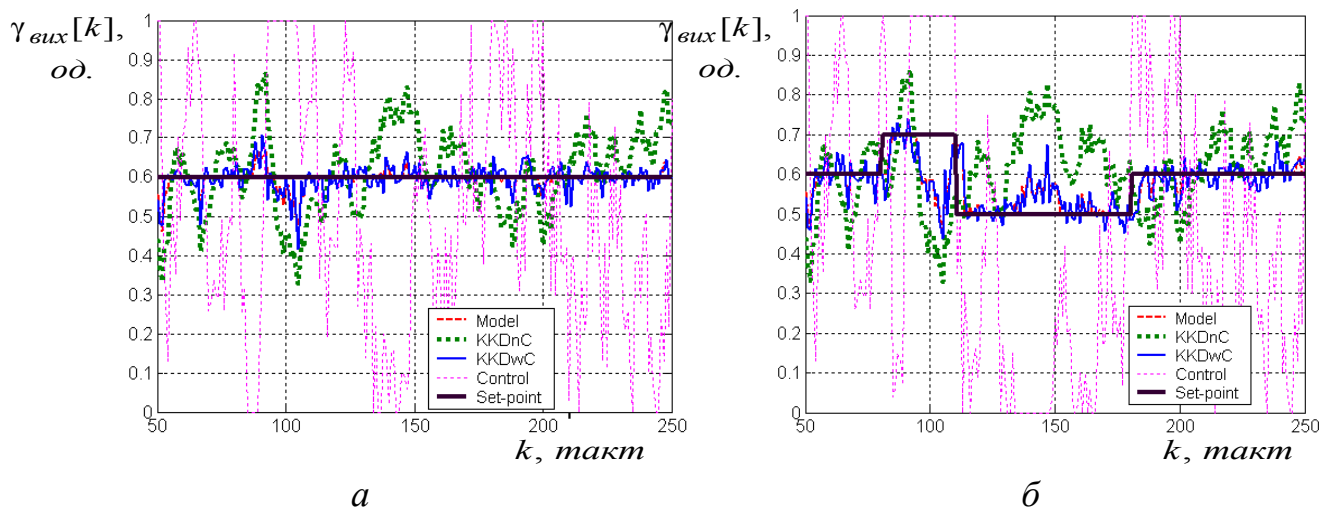 γвих[k],
од.
1
0.9
0.8
0.7
0.6
0.5
0.4
0.3
0.2
0.1
0
50 100 150 200 250
k, такт
Model
KKDnC
KKDwC
Control
Set-point
а
γвих[k],
од.
1
0.9
0.8
0.7
0.6
0.5
0.4
0.3
0.2
0.1
0
50 100 150 200 250
k, такт
Model
KKDnC
KKDwC
Control
Set-point
б